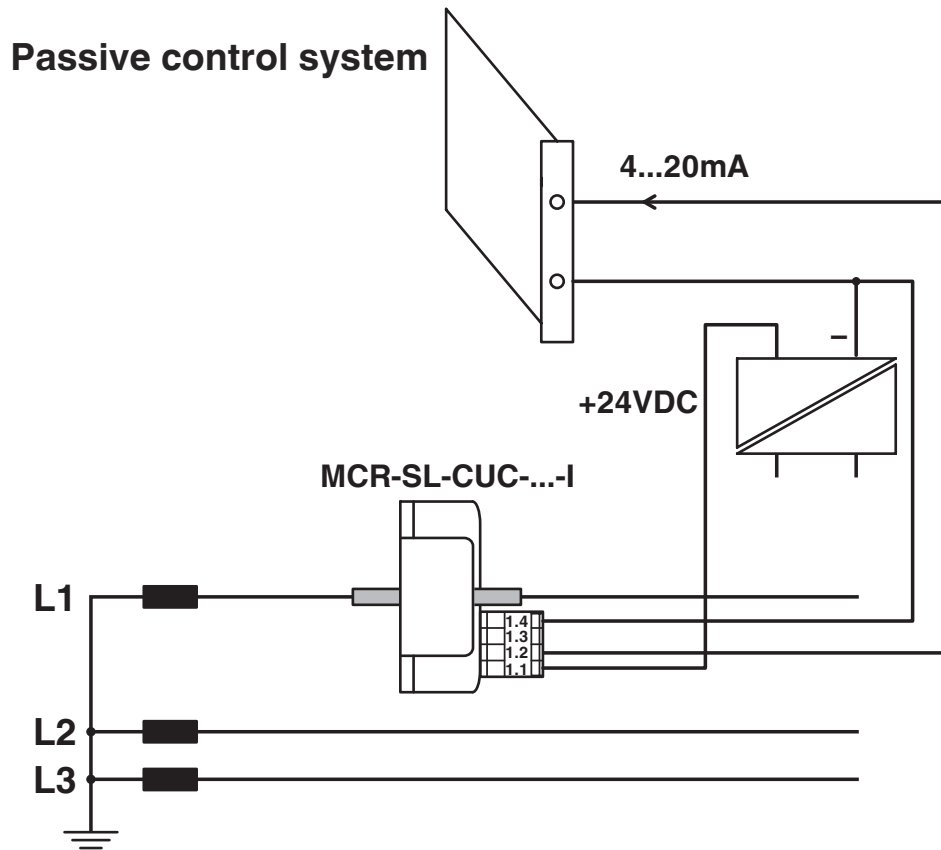 Passive control system
4...20mA
–
+24VDC
MCR-SL-CUC-...-I
L1
1.4
1.3
1.2
1.1
L2
L3